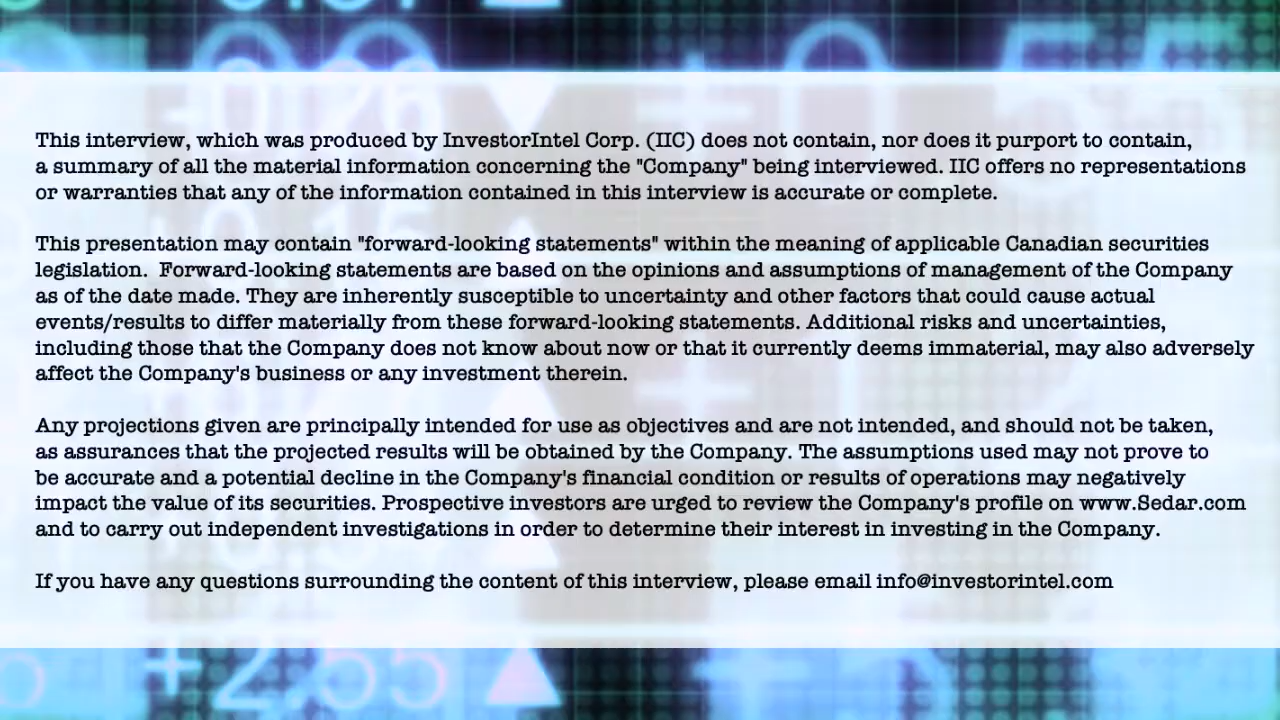 This interview, which was produced by InvestorIntel Corp. (IIC) does not contain, nor does it purport to contain,
a summary of all the material information concerning the "Company" being interviewed. IIC offers no representations
or warranties that any of the information contained in this interview is accurate or complete.
This presentation may contain "forward-looking statements" within the meaning of applicable Canadian securities
legislation.  Forward-looking statements are based on the opinions and assumptions of management of the Company
as of the date made. They are inherently susceptible to uncertainty and other factors that could cause actual
events/results to differ materially from these forward-looking statements. Additional risks and uncertainties,
including those that the Company does not know about now or that it currently deems immaterial, may also adversely
affect the Company's business or any investment therein.
Any projections given are principally intended for use as objectives and are not intended, and should not be taken,
as assurances that the projected results will be obtained by the Company. The assumptions used may not prove to
be accurate and a potential decline in the Company's financial condition or results of operations may negatively
impact the value of its securities. Prospective investors are urged to review the Company's profile on www.Sedar.com
and to carry out independent investigations in order to determine their interest in investing in the Company.
If you have any questions surrounding the content of this interview, please email info@investorintel.com
+2.55